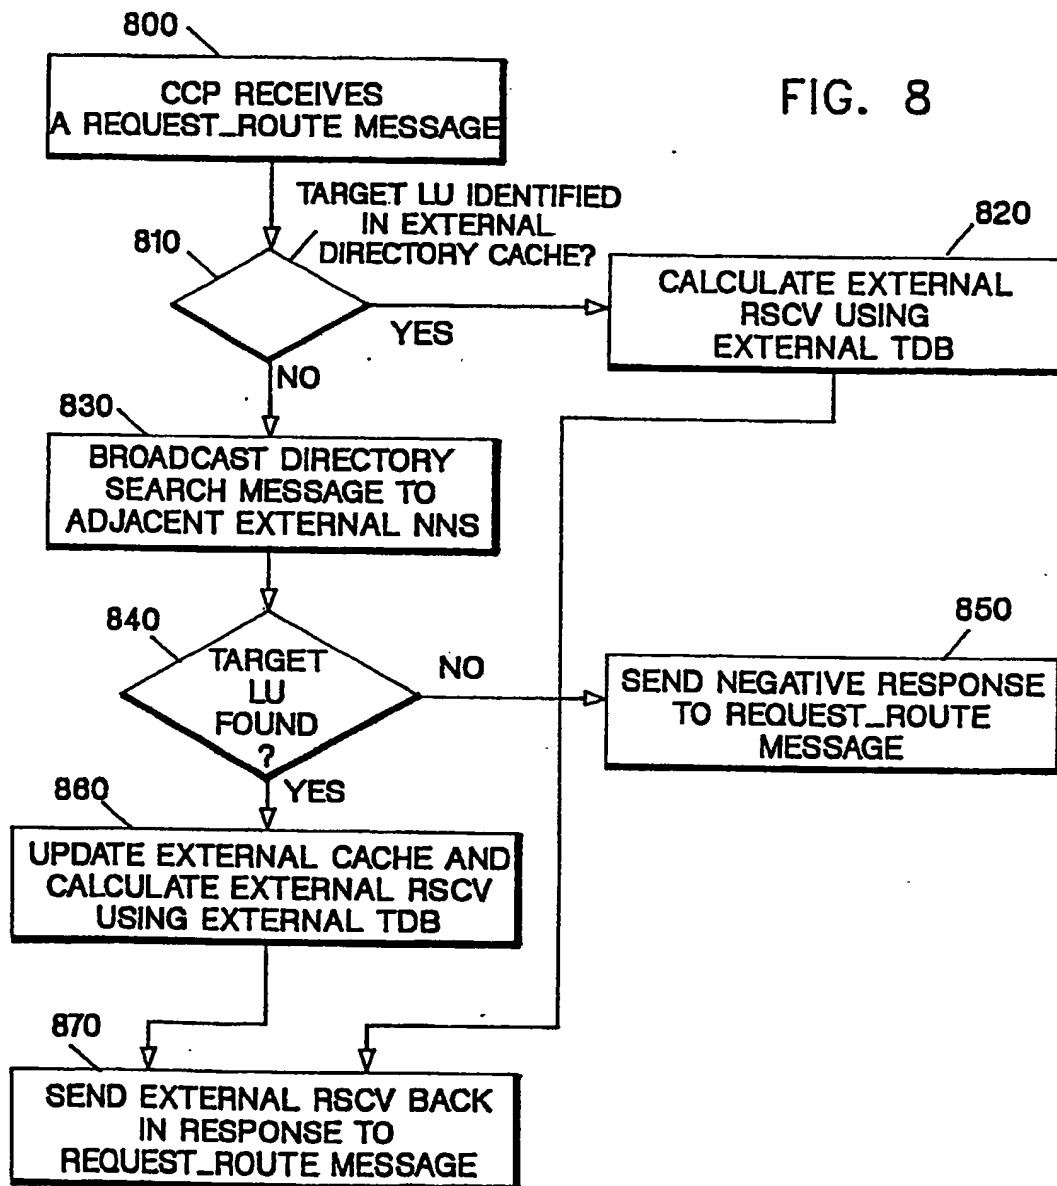 800
CCP RECEIVES
A REQUEST_ROUTE MESSAGE
FIG. 8
TARGET LU IDENTIFIED
IN EXTERNAL
DIRECTORY CACHE?
810
YES
NO
820
CALCULATE EXTERNAL
RSCV USING
EXTERNAL TDB
830
BROADCAST DIRECTORY
SEARCH MESSAGE TO
ADJACENT EXTERNAL NNS
840
TARGET
LU
FOUND
?
NO
YES
850
SEND NEGATIVE RESPONSE
TO REQUEST_ROUTE
MESSAGE
860
UPDATE EXTERNAL CACHE AND
CALCULATE EXTERNAL RSCV
USING EXTERNAL TDB
870
SEND EXTERNAL RSCV BACK
IN RESPONSE TO
REQUEST_ROUTE MESSAGE